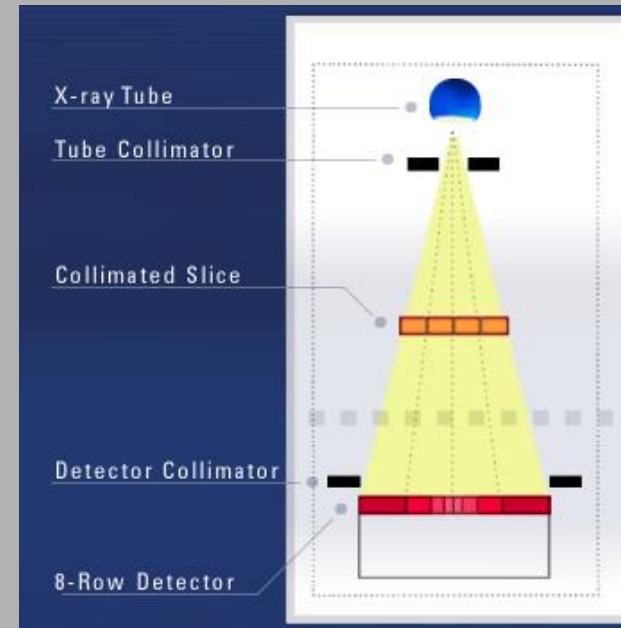 X-ray Tube
Tube Collimator
Collimated Slice
Detector Collimator
8-Row Detector